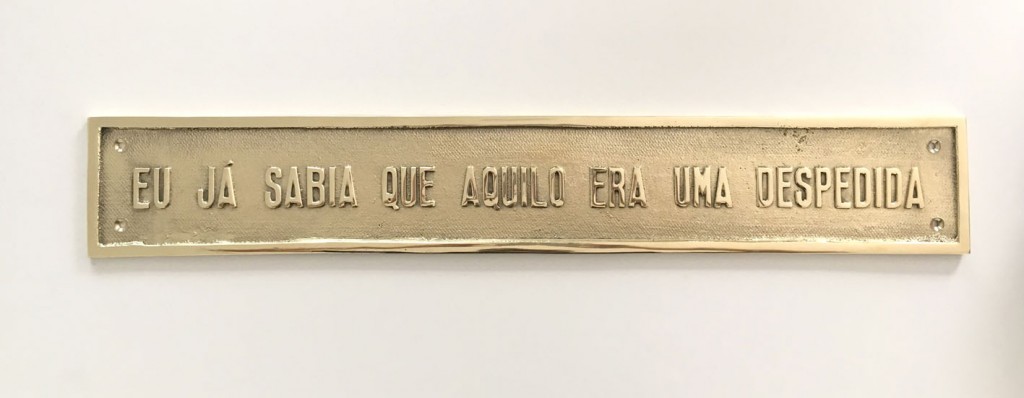 EU JÁ SABIA QUE AQUILO ERA UMA DESPEDIDA